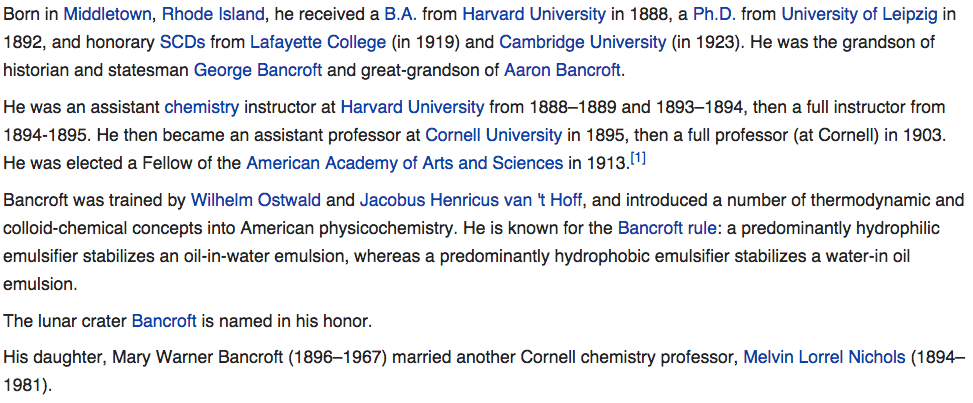 Born in Middletown, Rhode Island, he received a B.A. from Harvard University in 1888, a Ph.D. from University of Leipzig in
1892, and honorary SCDs from Lafayette College (in 1919) and Cambridge University (in 1923). He was the grandson of
historian and statesman George Bancroft and great-grandson of Aaron Bancroft.
He was an assistant chemistry instructor at Harvard University from 1888–1889 and 1893–1894, then a full instructor from
1894-1895. He then became an assistant professor at Cornell University in 1895, then a full professor (at Cornell) in 1903.
He was elected a Fellow of the American Academy of Arts and Sciences in 1913.[1]
Bancroft was trained by Wilhelm Ostwald and Jacobus Henricus van 't Hoff, and introduced a number of thermodynamic and
colloid-chemical concepts into American physicochemistry. He is known for the Bancroft rule: a predominantly hydrophilic
emulsifier stabilizes an oil-in-water emulsion, whereas a predominantly hydrophobic emulsifier stabilizes a water-in oil
emulsion.
The lunar crater Bancroft is named in his honor.
His daughter, Mary Warner Bancroft (1896–1967) married another Cornell chemistry professor, Melvin Lorrel Nichols (1894–
1981).